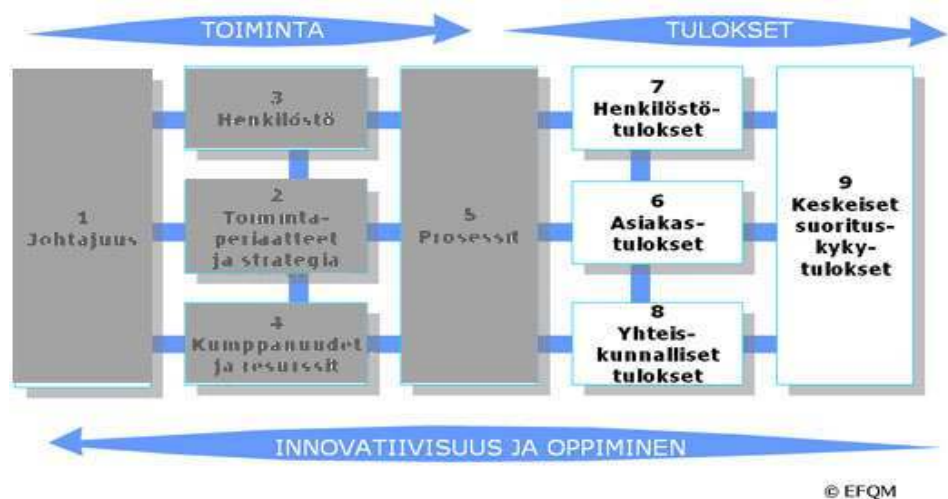 TOIMINTA
TULOKSET
1
Johtajuus
3
Henkilöstö
2
Toiminta-
periaatteet
ja strategia
4
Kumppanuudet
ja resurssit
5
Prosessit
7
Henkilöstö-
tulokset
6
Asiakas-
tulokset
8
Yhteis-
kunnalliset
tulokset
9
Keskeiset
suoritus-
kyky-
tulokset
INNOVATIIVISUUS JA OPPIMINEN
© EFQM